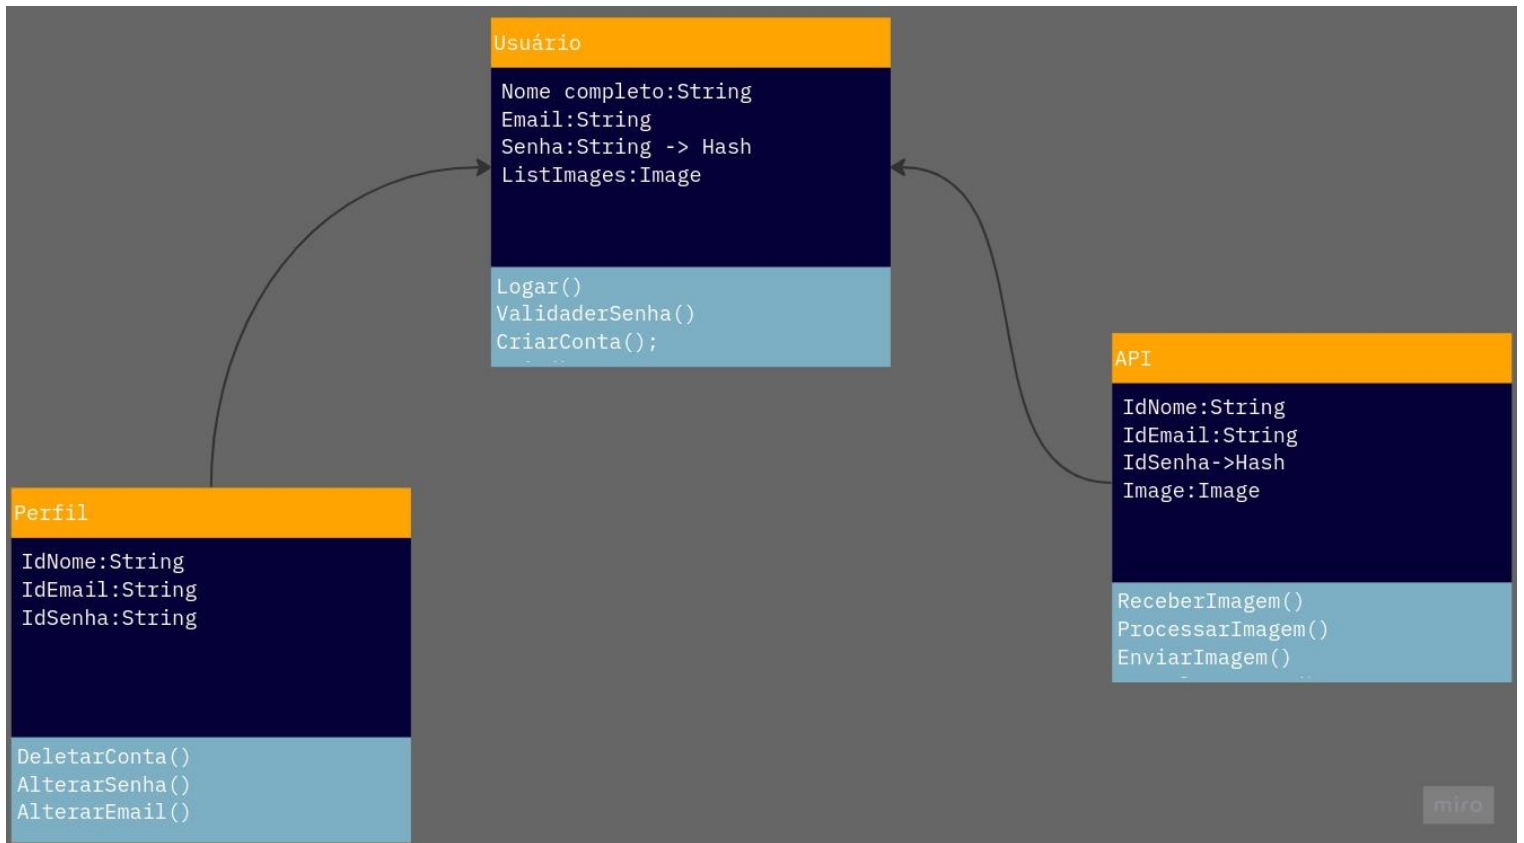 Usuário
Nome completo:String
Email:String
Senha:String -> Hash
ListImages:Image
Logar()
ValidaderSenha()
CriarConta();
API
IdNome:String
IdEmail:String
IdSenha->Hash
Image:Image
ReceberImagem()
ProcessarImagem()
EnviarImagem()
Perfil
IdNome:String
IdEmail:String
IdSenha:String
DeletarConta()
AlterarSenha()
AlterarEmail()
miro